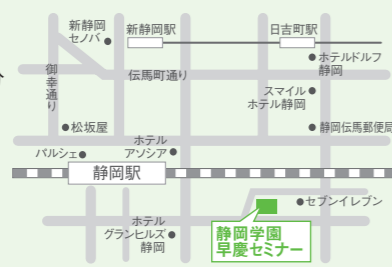 新静岡
セノバ
新静岡駅
日吉町駅
ホテルドルフ
静岡
御幸通り
伝馬町通り
スマイル
ホテル静岡
松坂屋
ホテル
アソシア
静岡伝馬郵便局
パルシェ
静岡駅
セブンイレブン
ホテル
グランヒルズ
静岡
静岡学園
早慶セミナー